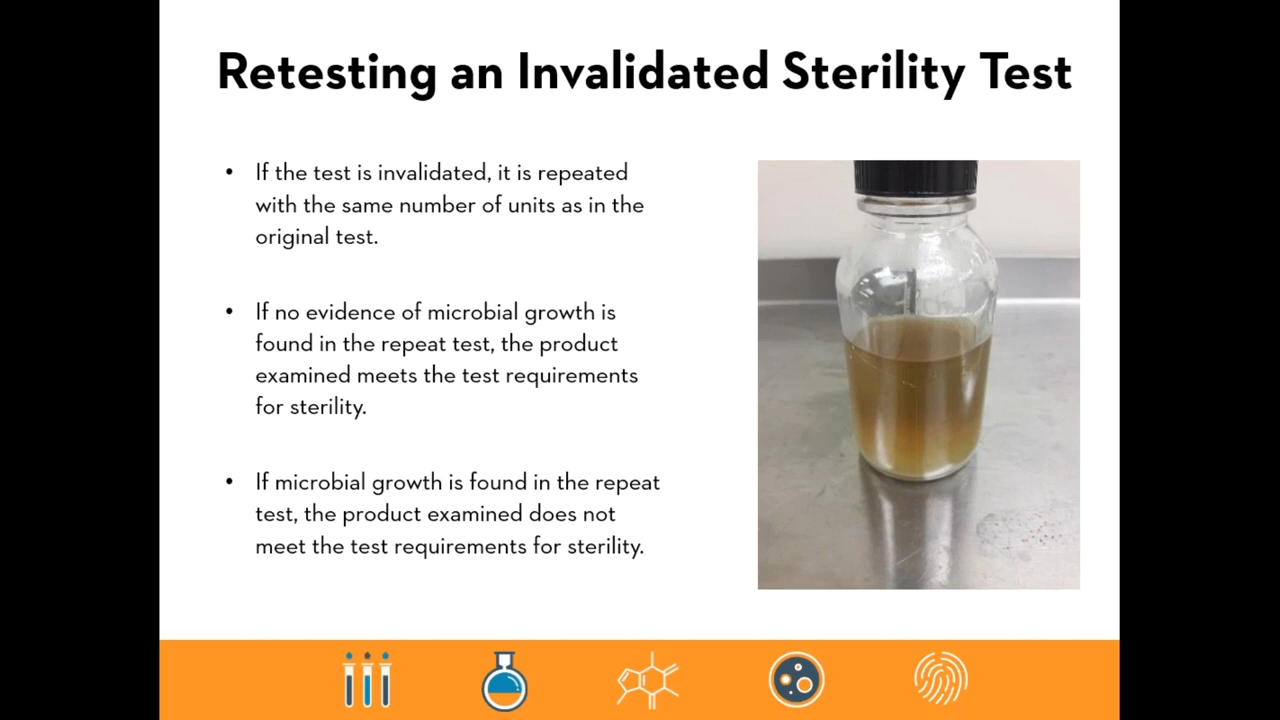 Retesting an Invalidated Sterility Test
• If the test is invalidated, it is repeated
with the same number of units as in the
original test.
• If no evidence of microbial growth is
found in the repeat test, the product
examined meets the test requirements
for sterility.
• If microbial growth is found in the repeat
test, the product examined does not
meet the test requirements for sterility.